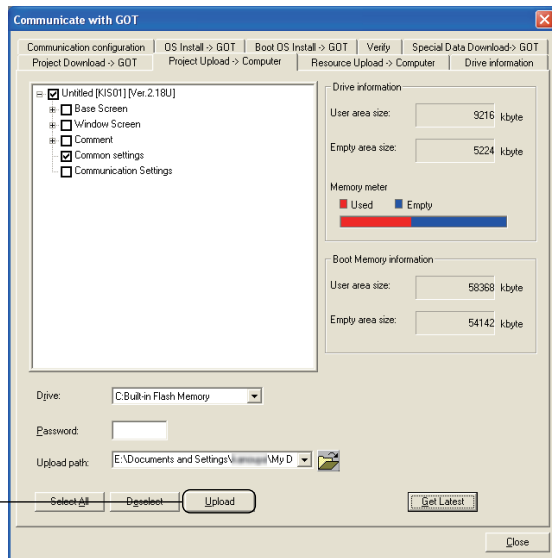 Communicate with GOT
Communication configuration OS Install -> GOT Boot OS Install -> GOT Verify Special Data Download-> GOT
Project Download -> GOT Project Upload -> Computer Resource Upload -> Computer Drive information
Untitled [KIS01] [Ver.2.18U]
Base Screen
Window Screen
Comment
Common settings
Communication Settings
Drive information
User area size: 9216 kbyte
Empty area size: 5224 kbyte
Memory meter
Used Empty
Boot Memory information
User area size: 58368 kbyte
Empty area size: 54142 kbyte
Drive: C:Built-in Flash Memory
Password:
Upload path: E:\Documents and Settings\ \My D
Select All Deselect Upload Get Latest
Close